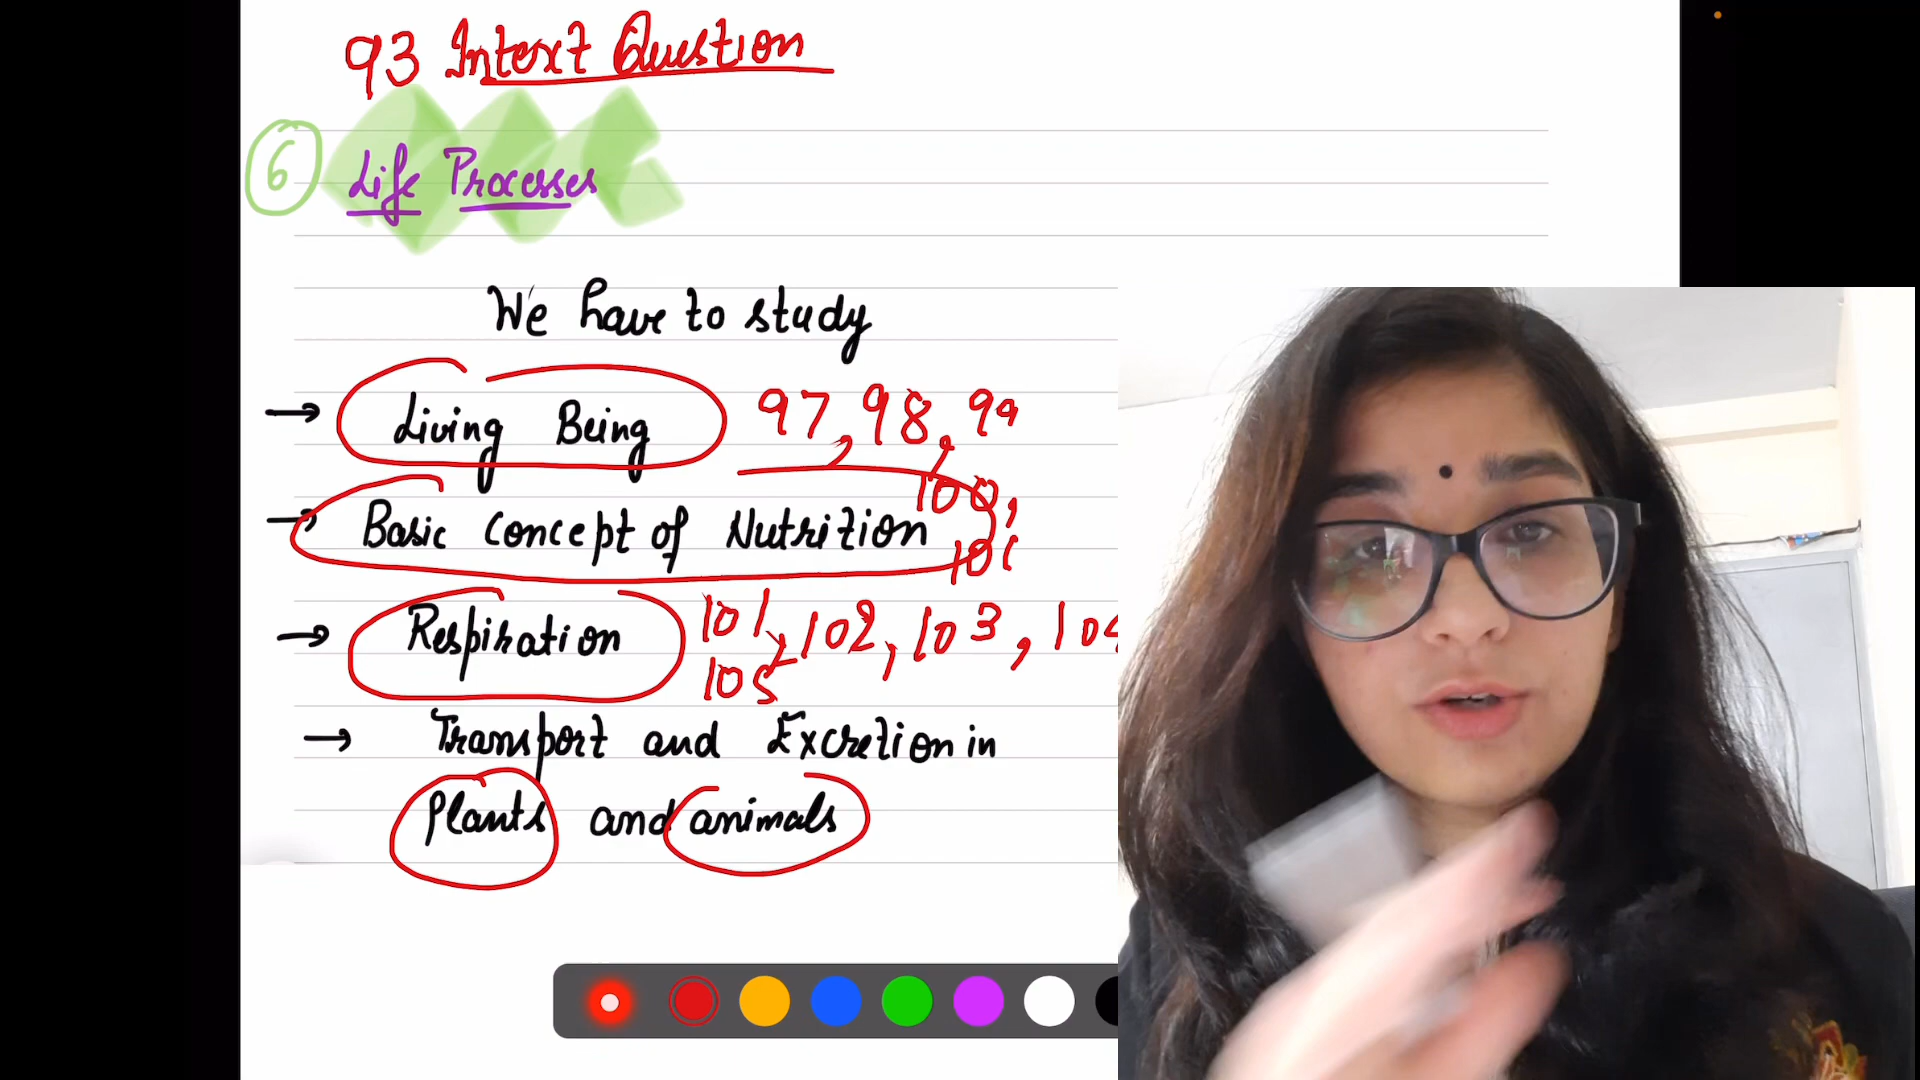 93 Intext Question
6 Life Processes
We have to study
→ Living Being 97, 98, 99
100,
→ Basic concept of Nutrition
101
→ Respiration 101, 102, 103, 104
105
→ Transport and Excretion in
Plants and animals